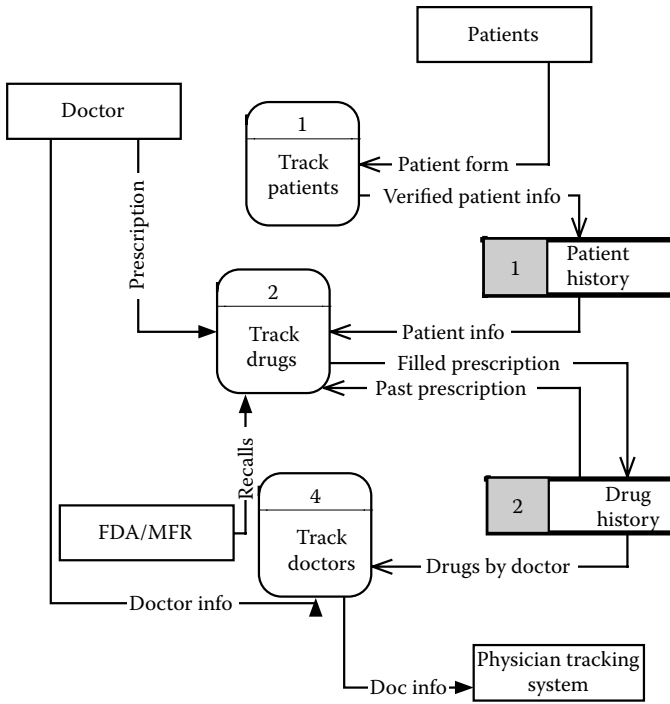 Patients
Doctor
1
Track
patients
Patient form
Verified patient info
Prescription
1
Patient
history
2
Track
drugs
Patient info
Filled prescription
Past prescription
Recalls
4
Track
doctors
2
Drug
history
FDA/MFR
Drugs by doctor
Doctor info
Physician tracking
system
Doc info